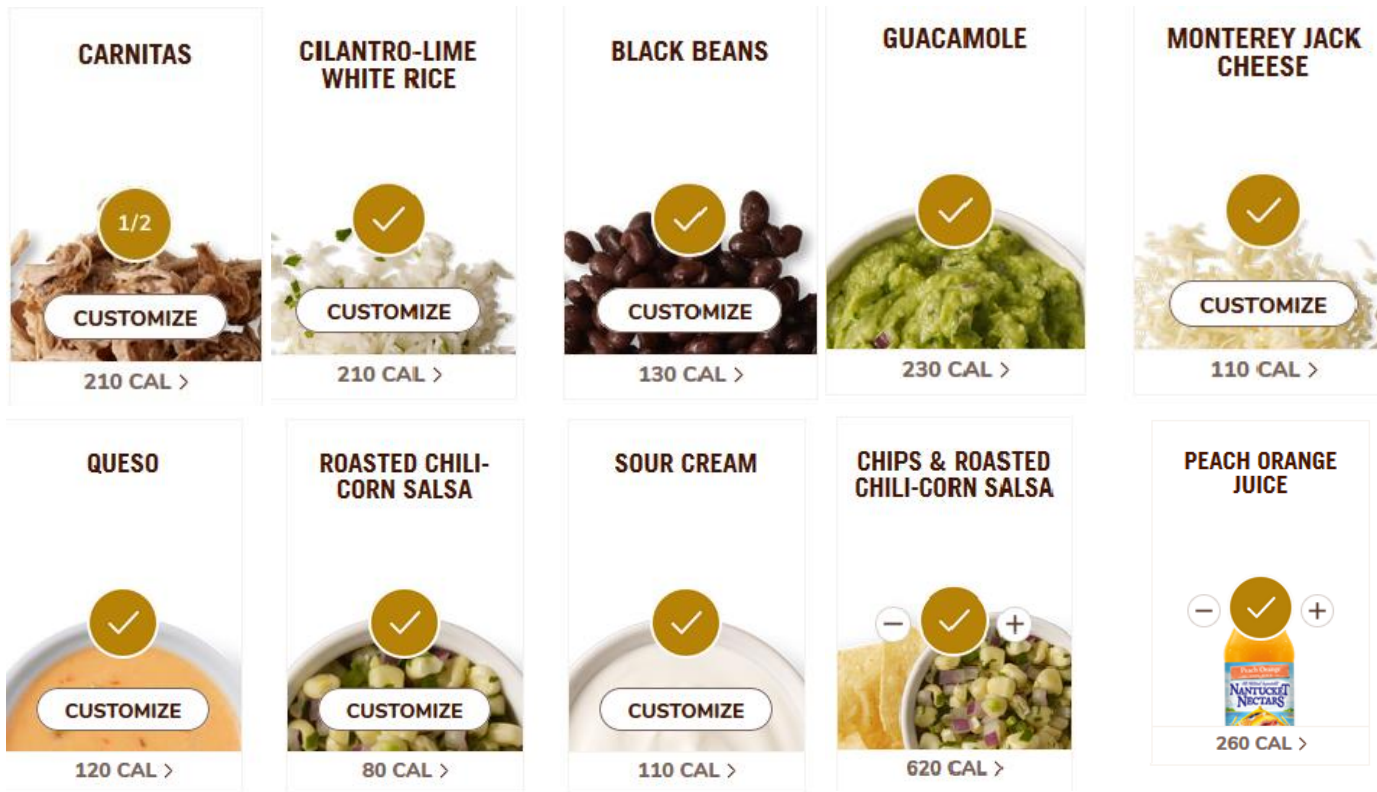 CARNITAS
1/2
CUSTOMIZE
210 CAL >
CILANTRO-LIME
WHITE RICE
CUSTOMIZE
210 CAL >
BLACK BEANS
CUSTOMIZE
130 CAL >
GUACAMOLE
230 CAL >
MONTEREY JACK
CHEESE
CUSTOMIZE
110 CAL >
QUESO
CUSTOMIZE
120 CAL >
ROASTED CHILI-
CORN SALSA
CUSTOMIZE
80 CAL >
SOUR CREAM
CUSTOMIZE
110 CAL >
CHIPS & ROASTED
CHILI-CORN SALSA
620 CAL >
PEACH ORANGE
JUICE
Peach Orange
NANTUCKET
NECTARS
260 CAL >